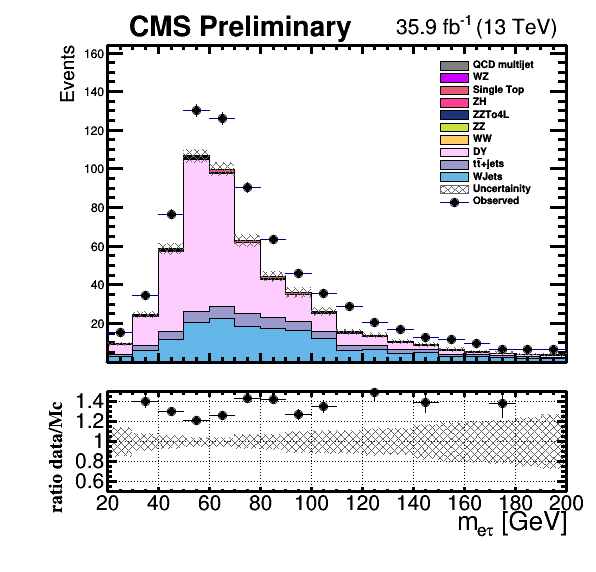 CMS Preliminary 35.9 fb⁻¹ (13 TeV)
Events
160
140
120
100
80
60
40
20
QCD multijet
WZ
Single Top
ZH
ZZTo4L
ZZ
WW
DY
tt̄+jets
WJets
Uncertainity
Observed
ratio data/Mc
1.4
1.2
1
0.8
0.6
20 40 60 80 100 120 140 160 180 200
m_eτ [GeV]